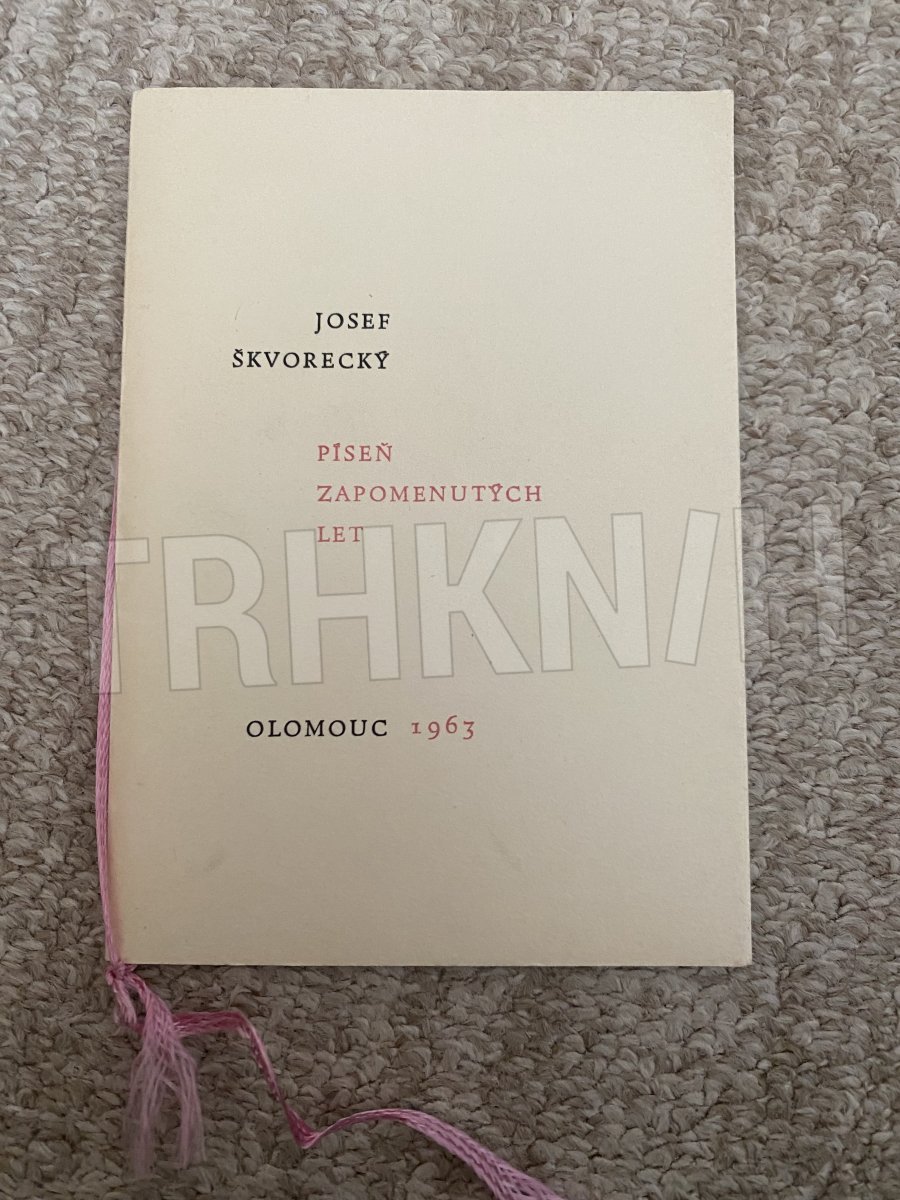 JOSEF
ŠKVORECKÝ
PÍSEŇ
ZAPOMENUTÝCH
LET
TRHKNIH
OLOMOUC 1963